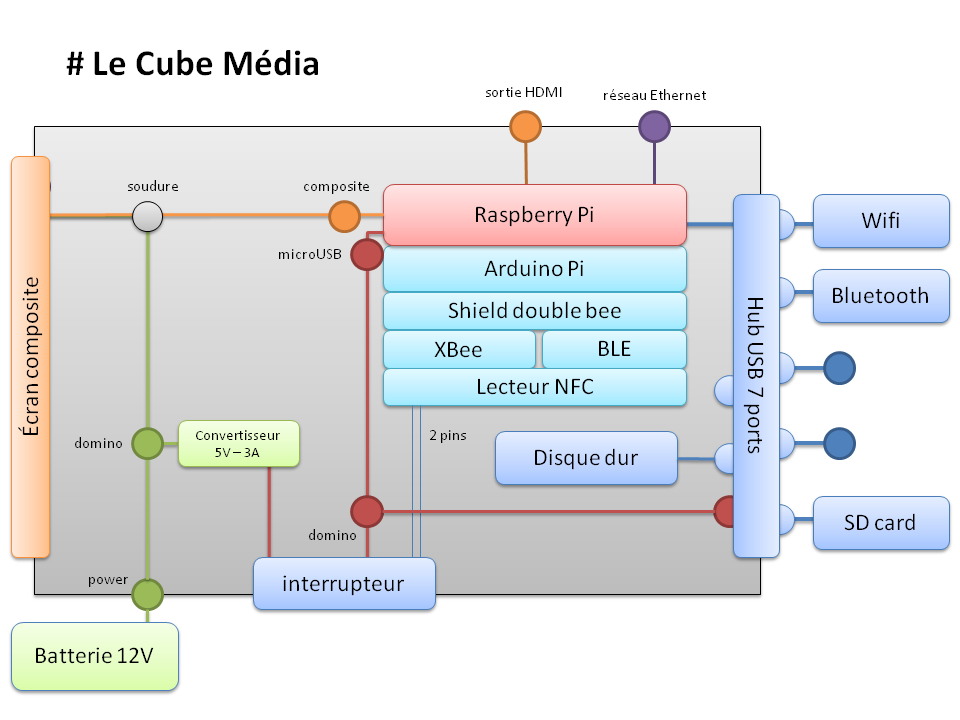 # Le Cube Média
sortie HDMI
réseau Ethernet
soudure
composite
Raspberry Pi
Wifi
microUSB
Arduino Pi
Bluetooth
Shield double bee
XBee
BLE
Lecteur NFC
Écran composite
Hub USB 7 ports
domino
Convertisseur
5V – 3A
2 pins
Disque dur
SD card
domino
power
interrupteur
Batterie 12V